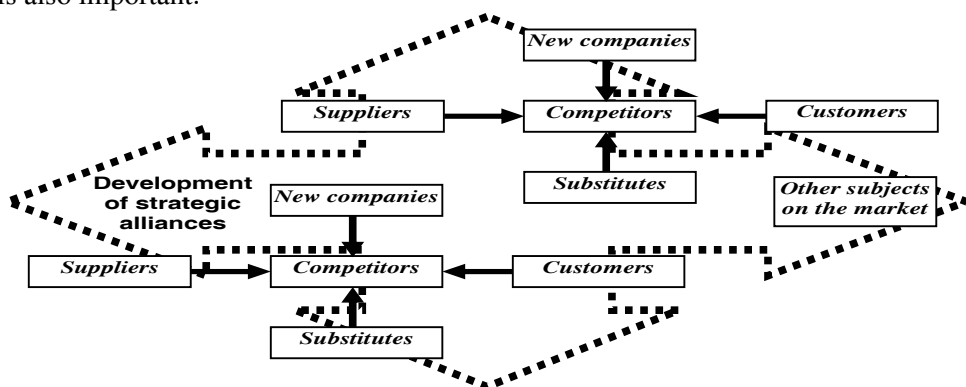 is also important.
New companies
Suppliers
Competitors
Customers
Substitutes
Other subjects
on the market
Development
of strategic
alliances
New companies
Suppliers
Competitors
Customers
Substitutes